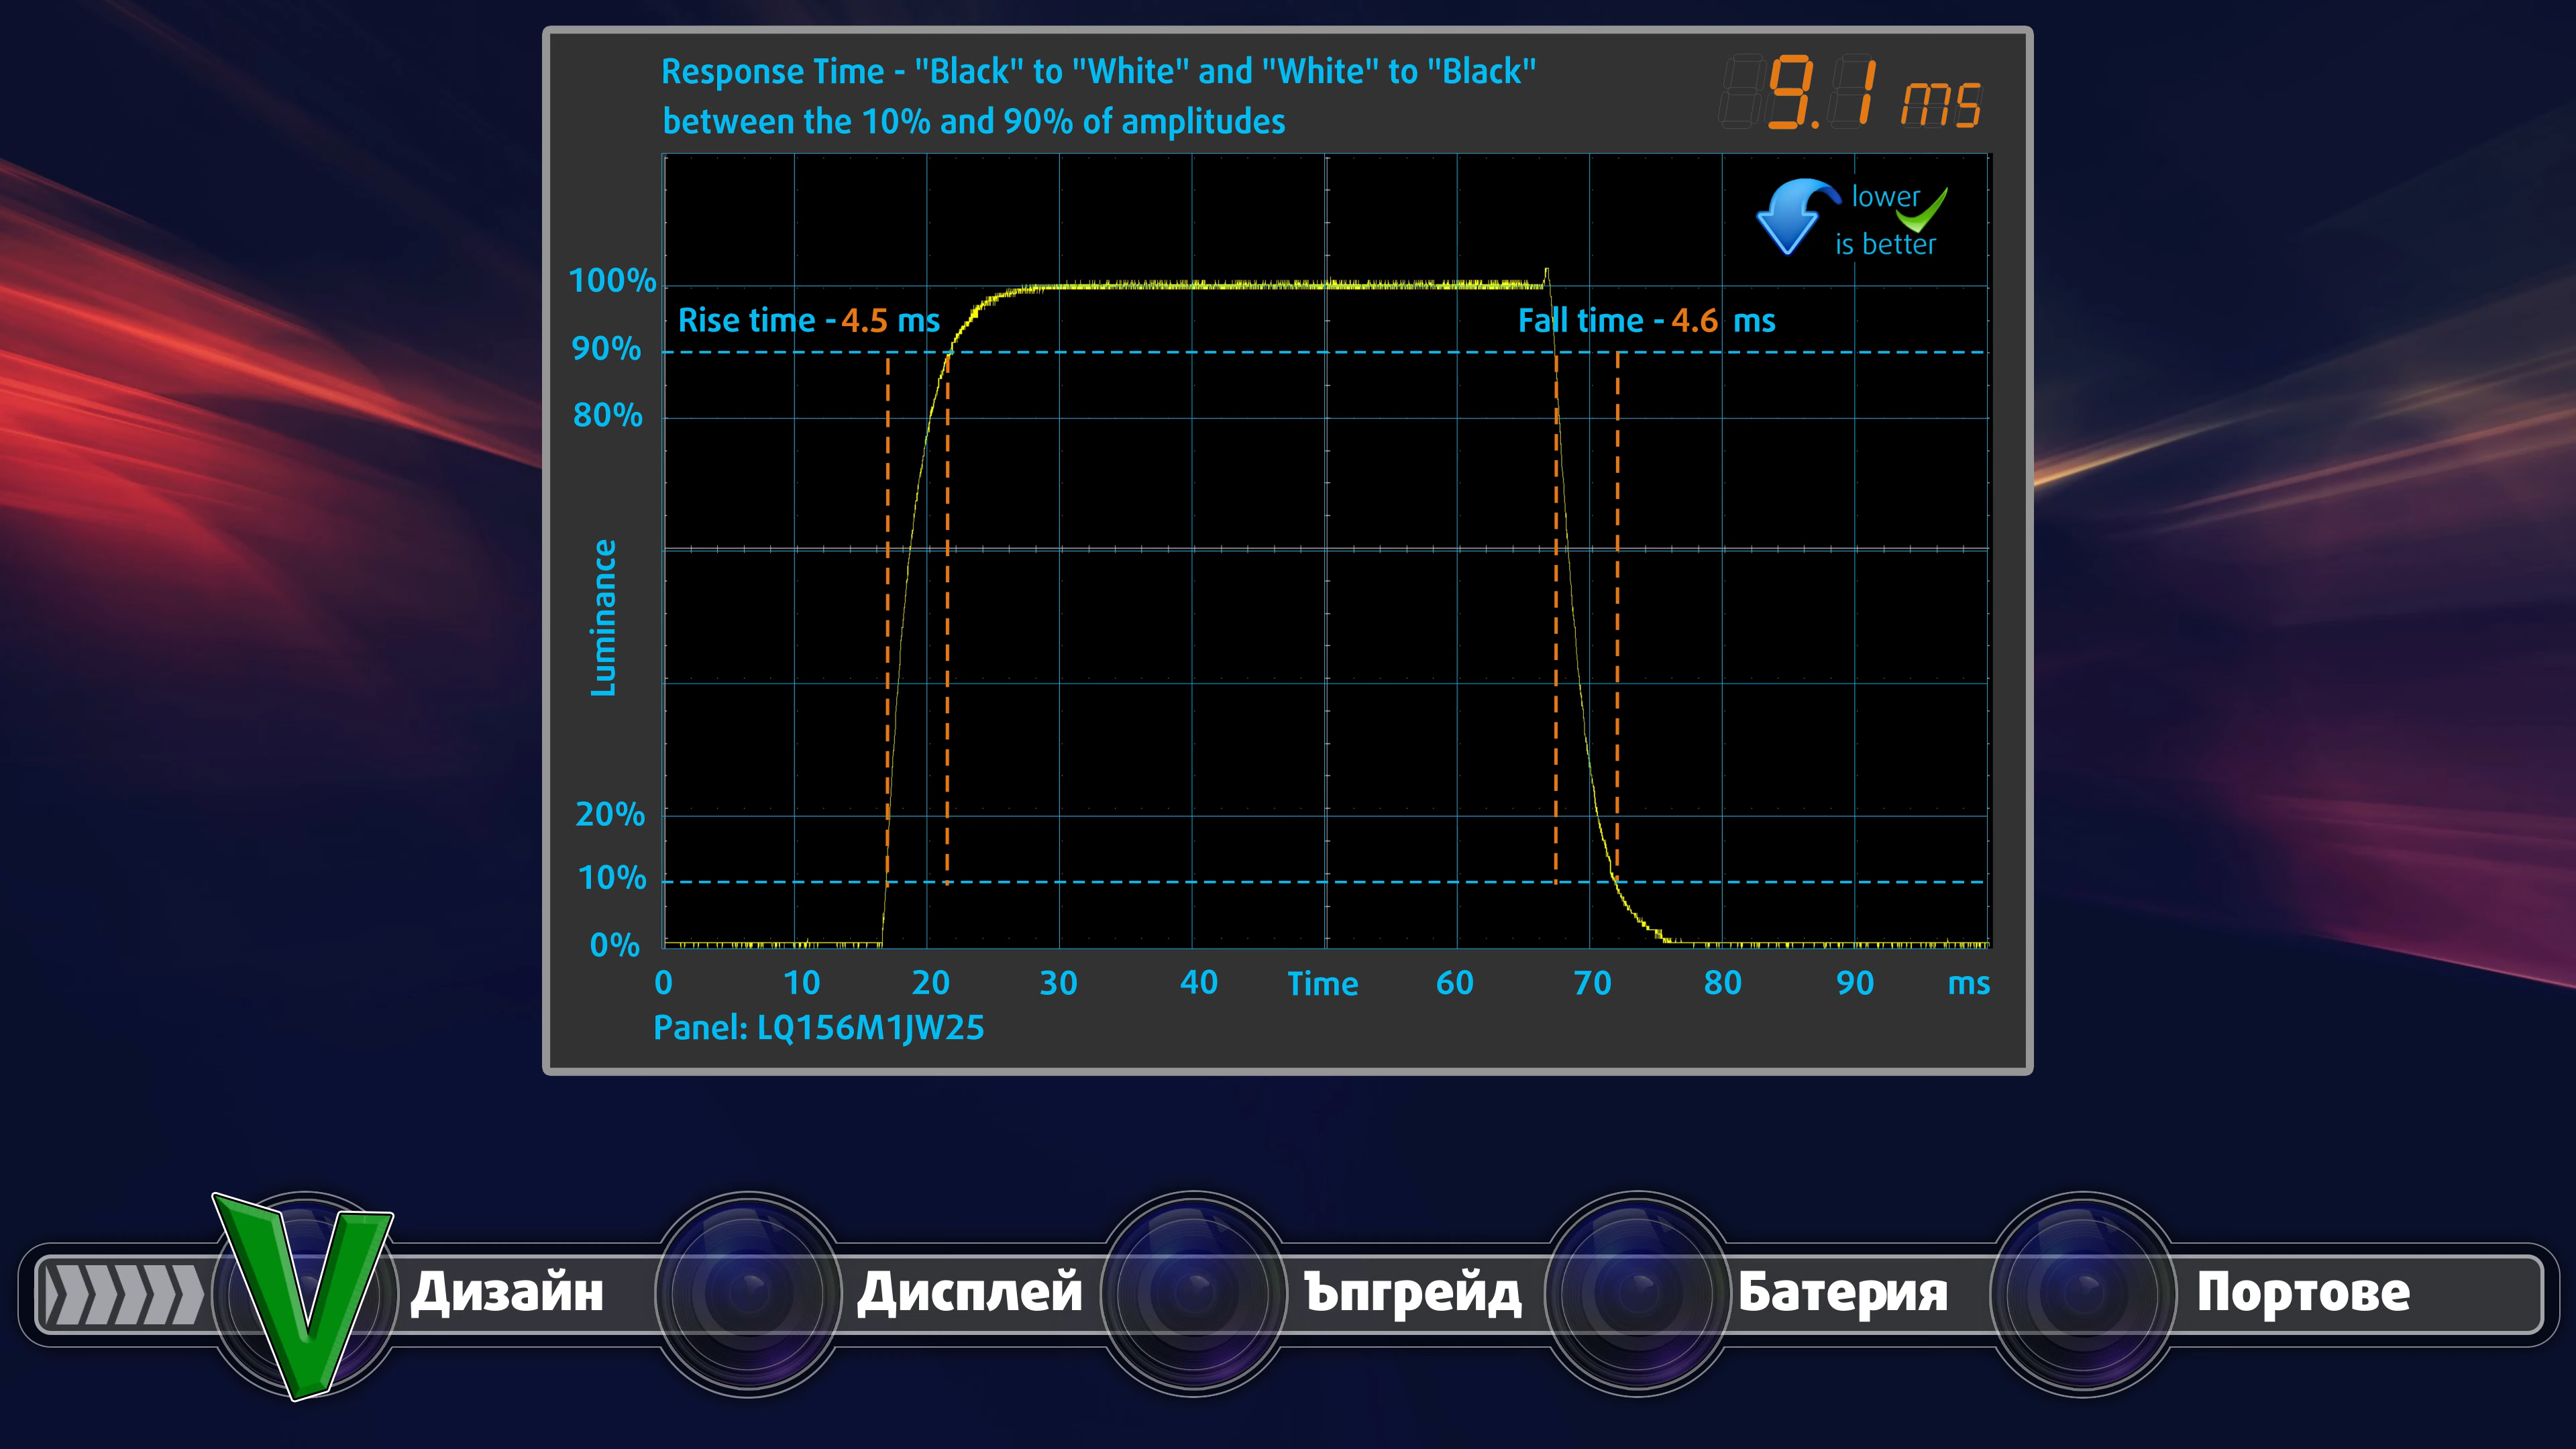 Response Time - "Black" to "White" and "White" to "Black"
between the 10% and 90% of amplitudes
9.1 ms
lower
is better
100%
Rise time - 4.5 ms
Fall time - 4.6 ms
90%
80%
Luminance
20%
10%
0%
0 10 20 30 40 Time 60 70 80 90 ms
Panel: LQ156M1JW25
Дизайн Дисплей Ъпгрейд Батерия Портове